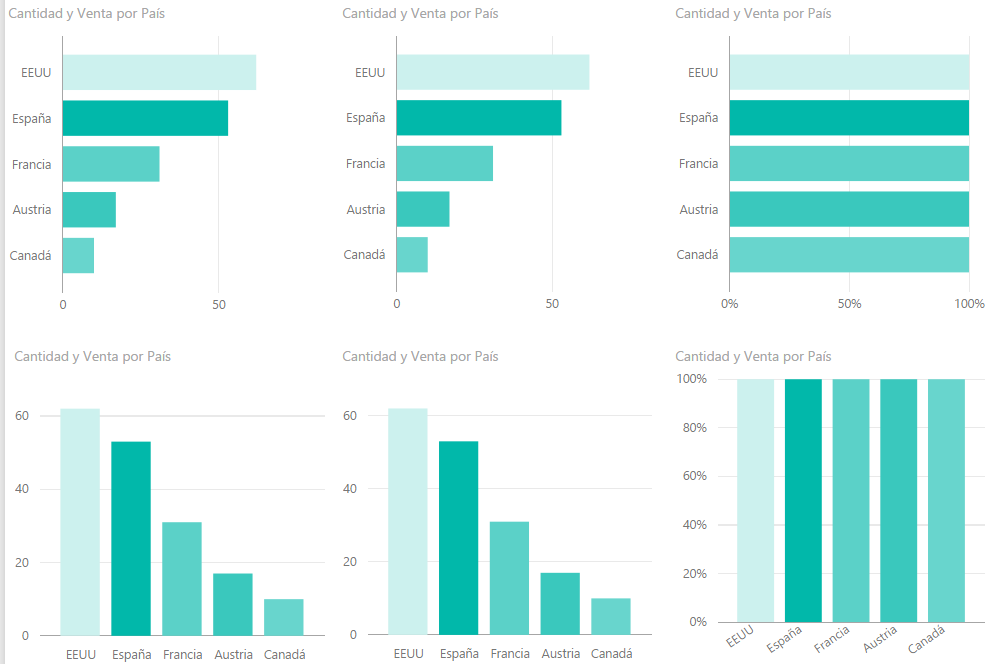 Cantidad y Venta por País
EEUU
España
Francia
Austria
Canadá
0 50
Cantidad y Venta por País
EEUU
España
Francia
Austria
Canadá
0 50
Cantidad y Venta por País
EEUU
España
Francia
Austria
Canadá
0% 50% 100%
Cantidad y Venta por País
60
40
20
0
EEUU España Francia Austria Canadá
Cantidad y Venta por País
60
40
20
0
EEUU España Francia Austria Canadá
Cantidad y Venta por País
100%
80%
60%
40%
20%
0%
EEUU España Francia Austria Canadá